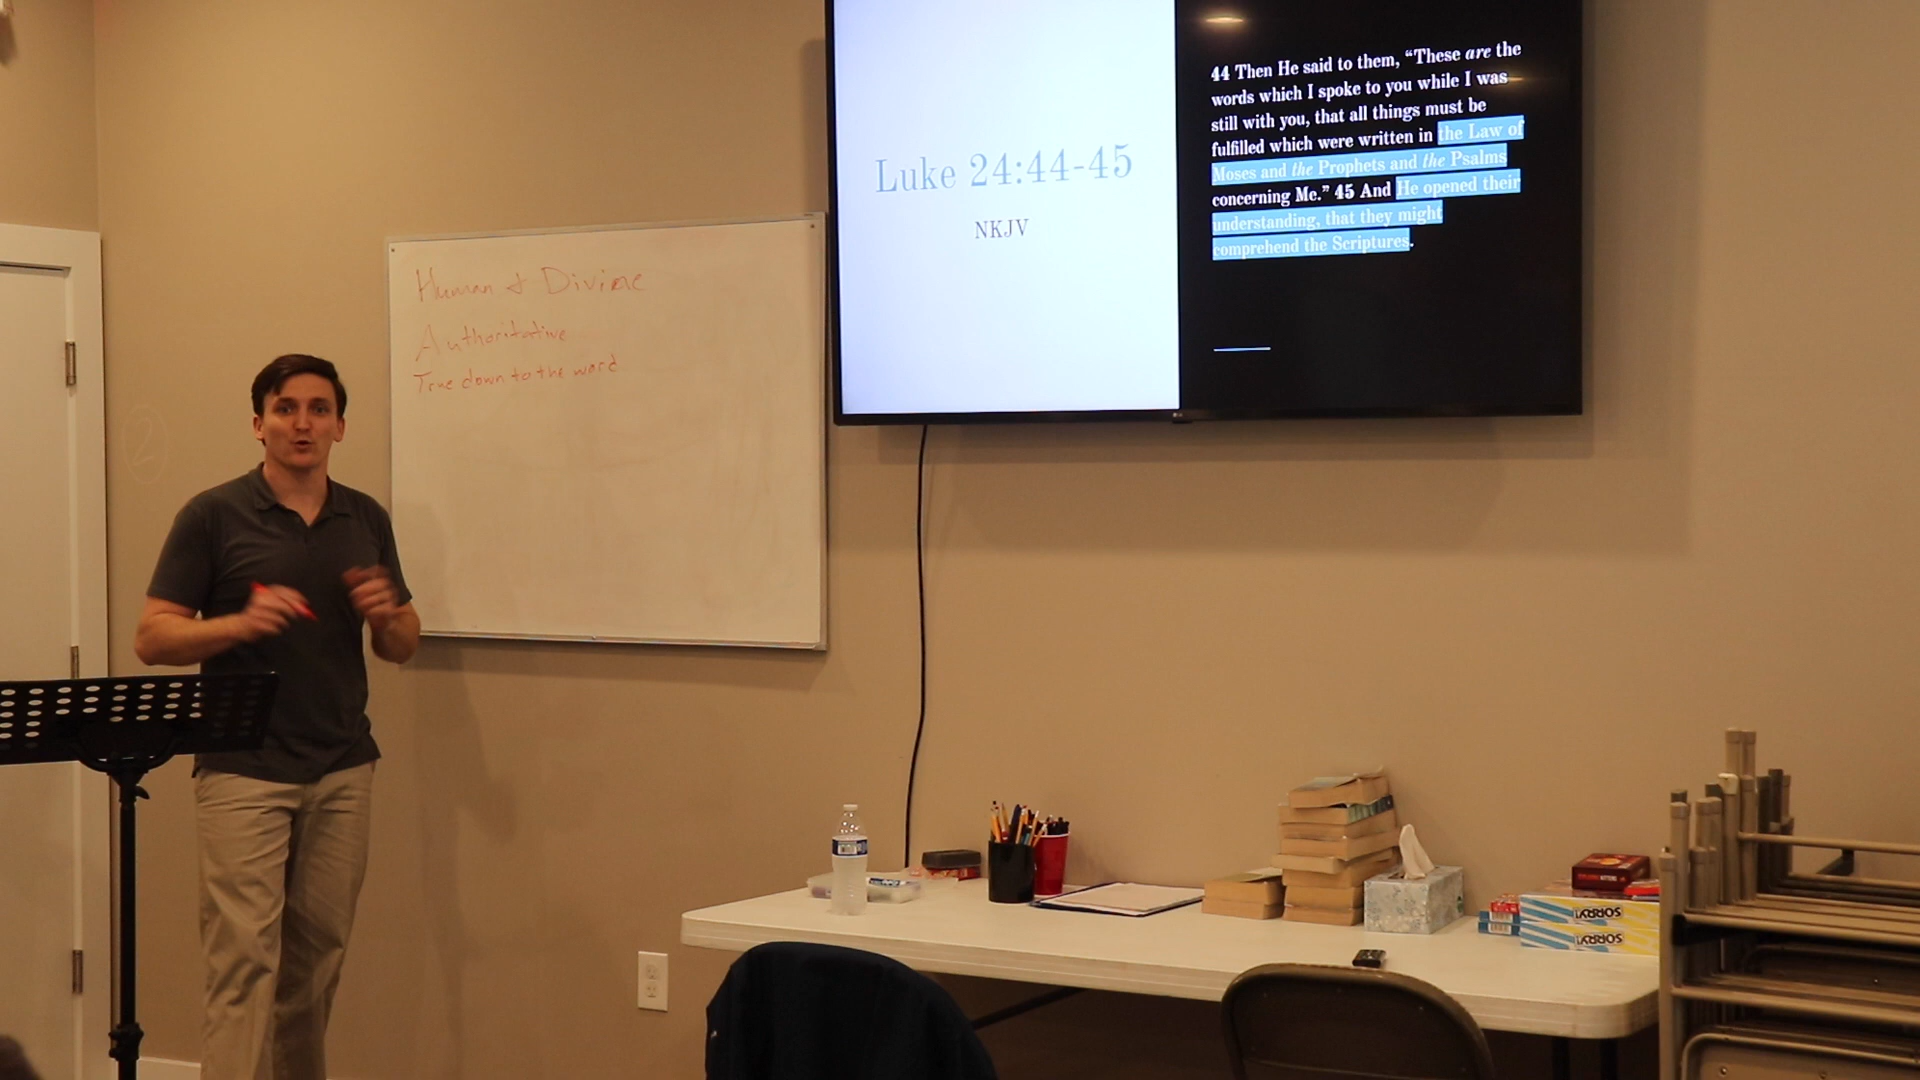 Human & Divine
Authoritative
True down to the word
2
Luke 24:44-45
NKJV
44 Then He said to them, “These are the
words which I spoke to you while I was
still with you, that all things must be
fulfilled which were written in the Law of
Moses and the Prophets and the Psalms
concerning Me.” 45 And He opened their
understanding, that they might
comprehend the Scriptures.
LG
SORRY!
SORRY!